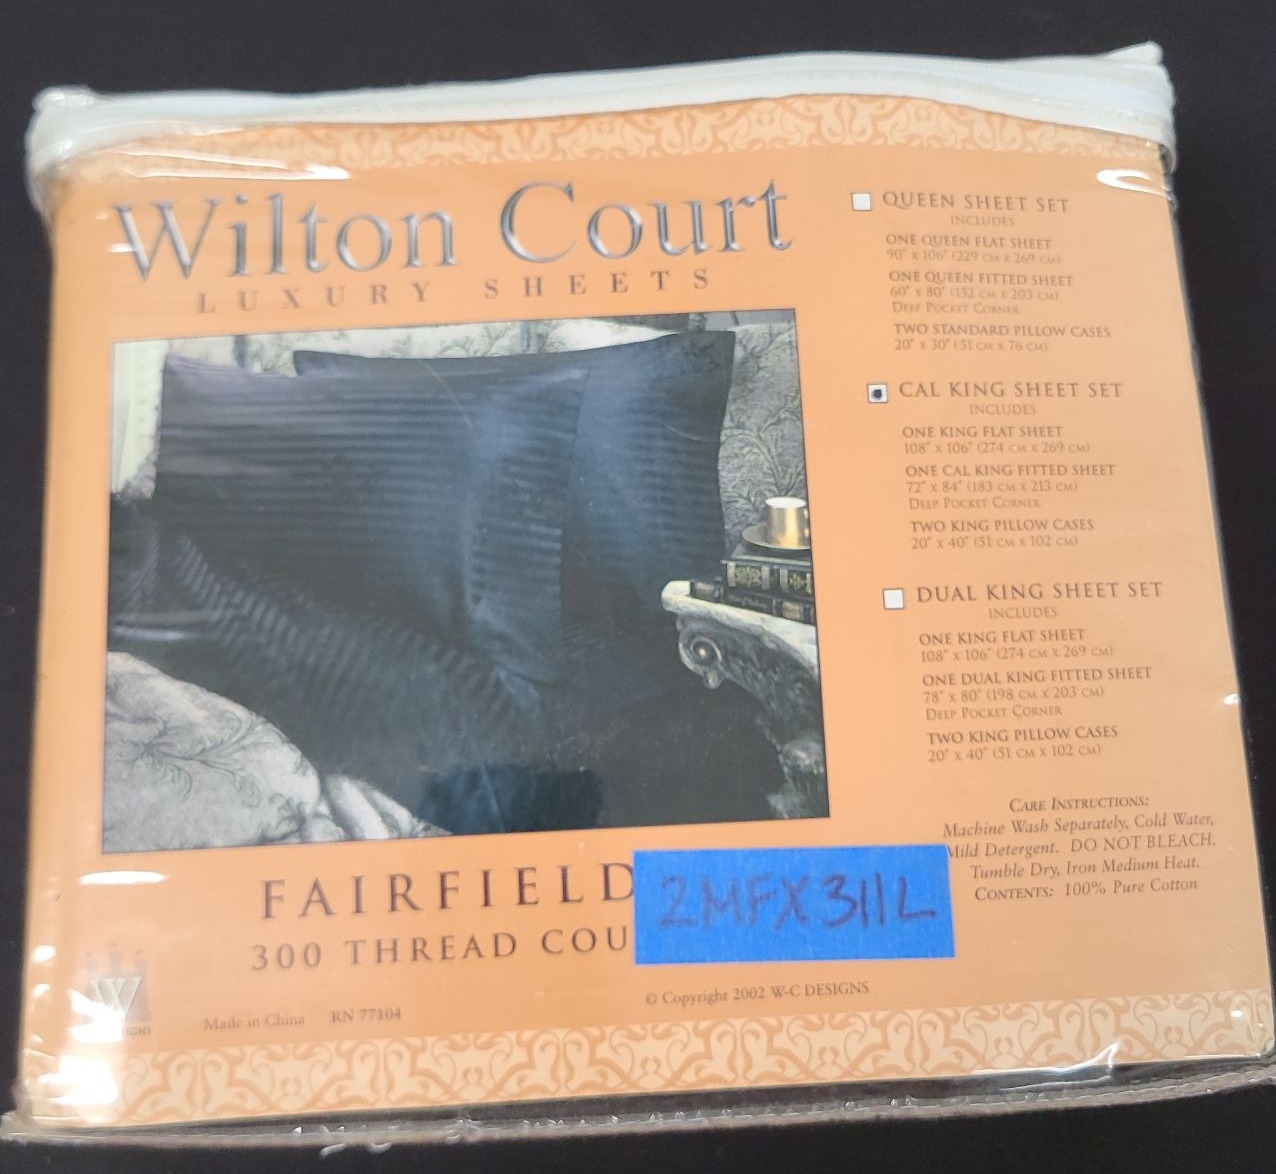 Wilton Court
LUXURY SHEETS
QUEEN SHEET SET
INCLUDES
ONE QUEEN FLAT SHEET
90" X 106" (229 CM X 269 CM)
ONE QUEEN FITTED SHEET
60" X 80" (152 CM X 203 CM)
DEEP POCKET CORNER
TWO STANDARD PILLOW CASES
20" X 30" (51 CM X 76 CM)
CAL KING SHEET SET
INCLUDES
ONE KING FLAT SHEET
108" X 106" (274 CM X 269 CM)
ONE CAL KING FITTED SHEET
72" X 84" (183 CM X 213 CM)
DEEP POCKET CORNER
TWO KING PILLOW CASES
20" X 40" (51 CM X 102 CM)
DUAL KING SHEET SET
INCLUDES
ONE KING FLAT SHEET
108" X 106" (274 CM X 269 CM)
ONE DUAL KING FITTED SHEET
78" X 80" (198 CM X 203 CM)
DEEP POCKET CORNER
TWO KING PILLOW CASES
20" X 40" (51 CM X 102 CM)
CARE INSTRUCTIONS:
Machine Wash Separately, Cold Water,
Mild Detergent. DO NOT BLEACH.
Tumble Dry, Iron Medium Heat.
CONTENTS: 100% Pure Cotton
FAIRFIELD
300 THREAD COU
2MFX311L
© Copyright 2002 W-C DESIGNS
W
Made in China RN 77104